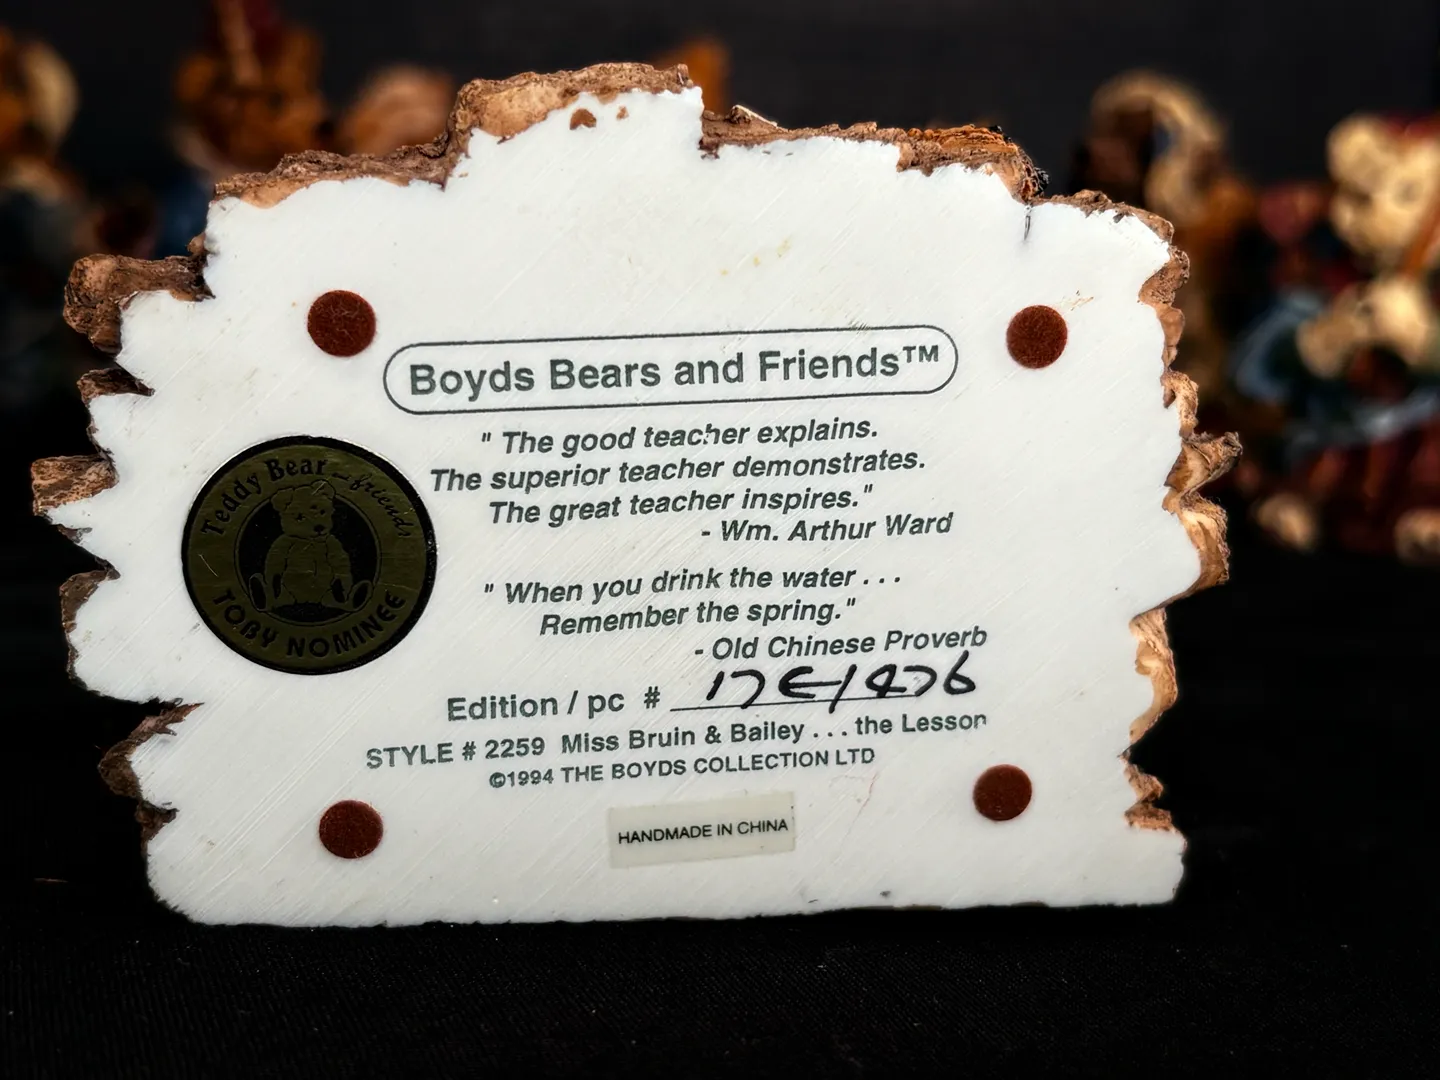 Boyds Bears and Friends™
" The good teacher explains.
The superior teacher demonstrates.
The great teacher inspires."
- Wm. Arthur Ward
" When you drink the water . . .
Remember the spring."
- Old Chinese Proverb
Edition / pc # 17E/1476
STYLE # 2259 Miss Bruin & Bailey . . . the Lesson
©1994 THE BOYDS COLLECTION LTD
HANDMADE IN CHINA
Teddy Bear and friends
TOBY NOMINEE